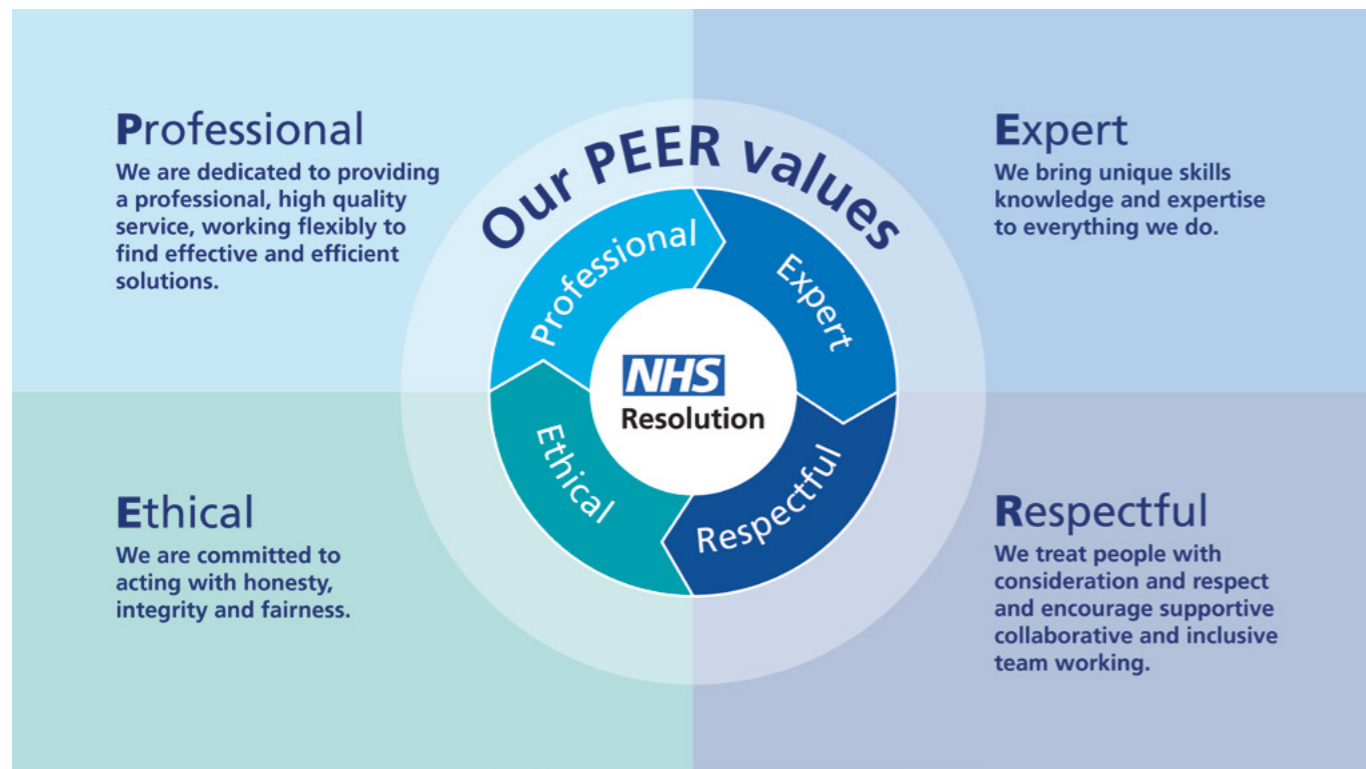 Our PEER values
Professional
We are dedicated to providing
a professional, high quality
service, working flexibly to
find effective and efficient
solutions.
Expert
We bring unique skills
knowledge and expertise
to everything we do.
Professional
Expert
NHS
Resolution
Ethical
Respectful
Ethical
We are committed to
acting with honesty,
integrity and fairness.
Respectful
We treat people with
consideration and respect
and encourage supportive
collaborative and inclusive
team working.